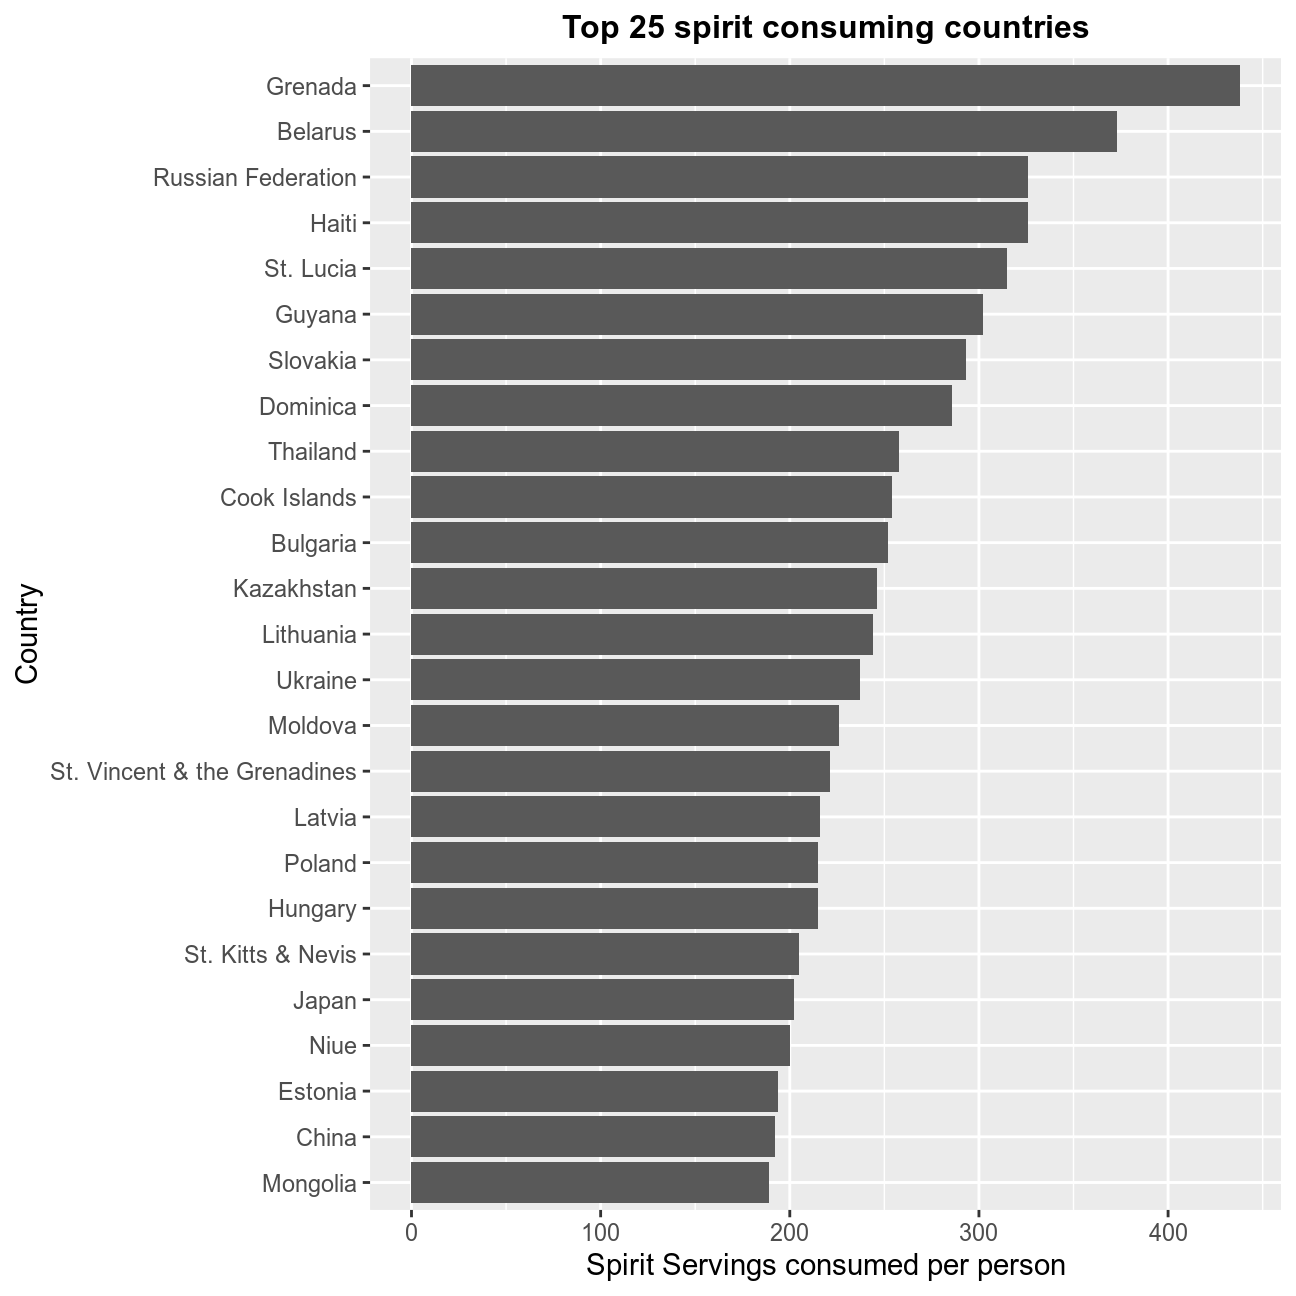 Top 25 spirit consuming countries
Grenada
Belarus
Russian Federation
Haiti
St. Lucia
Guyana
Slovakia
Dominica
Thailand
Cook Islands
Bulgaria
Kazakhstan
Lithuania
Ukraine
Moldova
St. Vincent & the Grenadines
Latvia
Poland
Hungary
St. Kitts & Nevis
Japan
Niue
Estonia
China
Mongolia
Country
0 100 200 300 400
Spirit Servings consumed per person